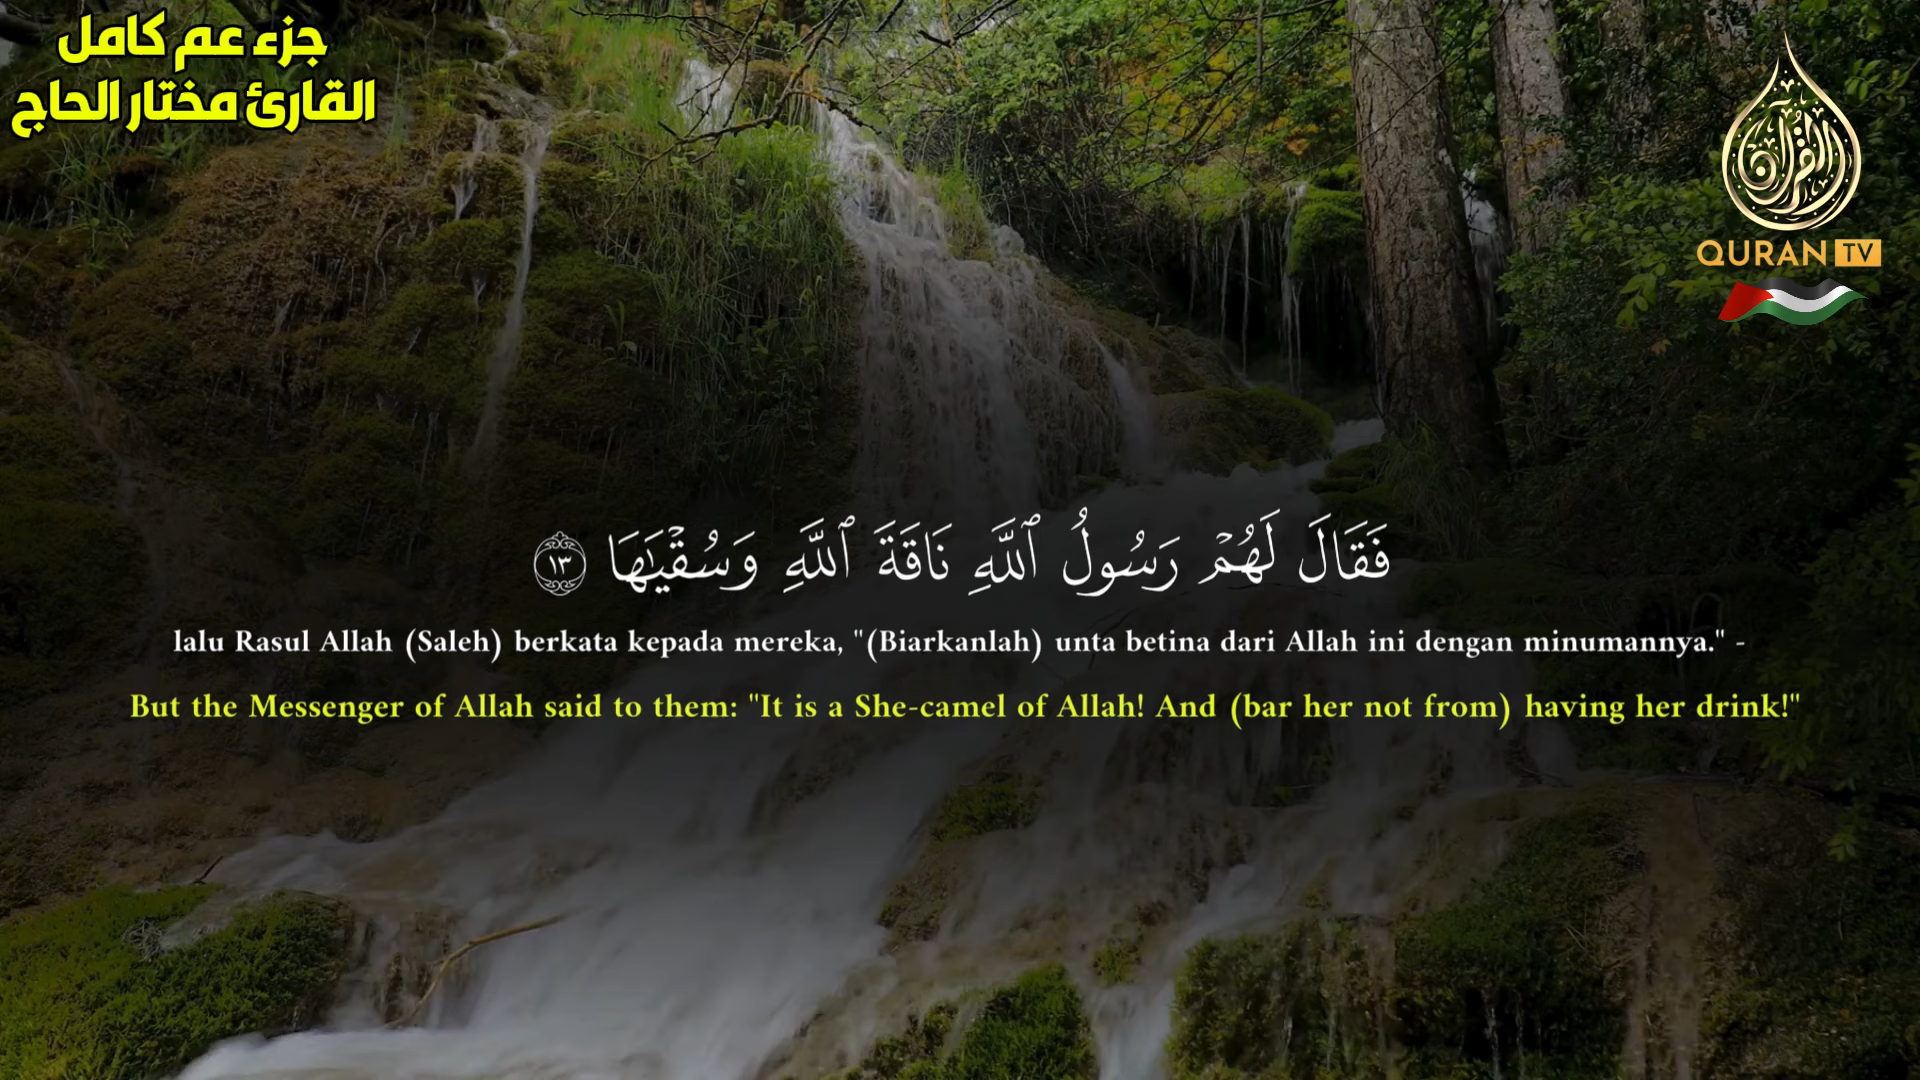 جزء عم كامل
القارئ مختار الحاج
القرآن
QURAN TV
فَقَالَ لَهُمۡ رَسُولُ ٱللَّهِ نَاقَةَ ٱللَّهِ وَسُقۡيَٰهَا ١٣
lalu Rasul Allah (Saleh) berkata kepada mereka, "(Biarkanlah) unta betina dari Allah ini dengan minumannya." -
But the Messenger of Allah said to them: "It is a She-camel of Allah! And (bar her not from) having her drink!"